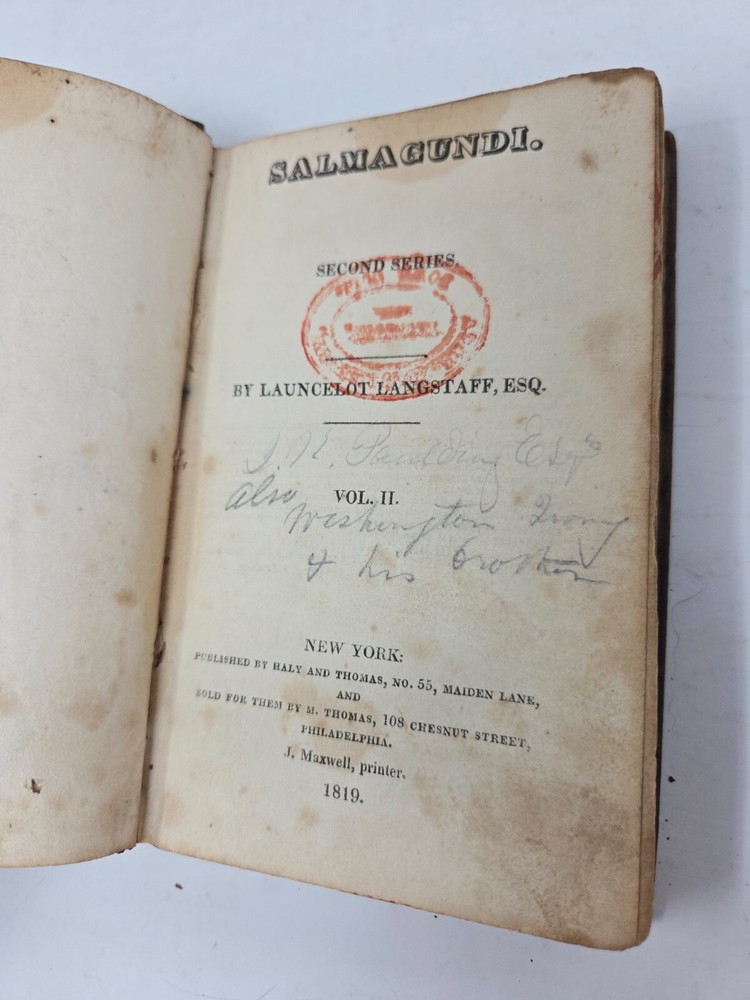 SALMAGUNDI.
SECOND SERIES.
BY LAUNCELOT LANGSTAFF, ESQ.
J. K. Paulding Esqr
also
VOL. II.
Washington Irving
& his brother
NEW YORK:
PUBLISHED BY HALY AND THOMAS, NO. 55, MAIDEN LANE,
AND
SOLD FOR THEM BY M. THOMAS, 108 CHESNUT STREET,
PHILADELPHIA.
J. Maxwell, printer.
1819.